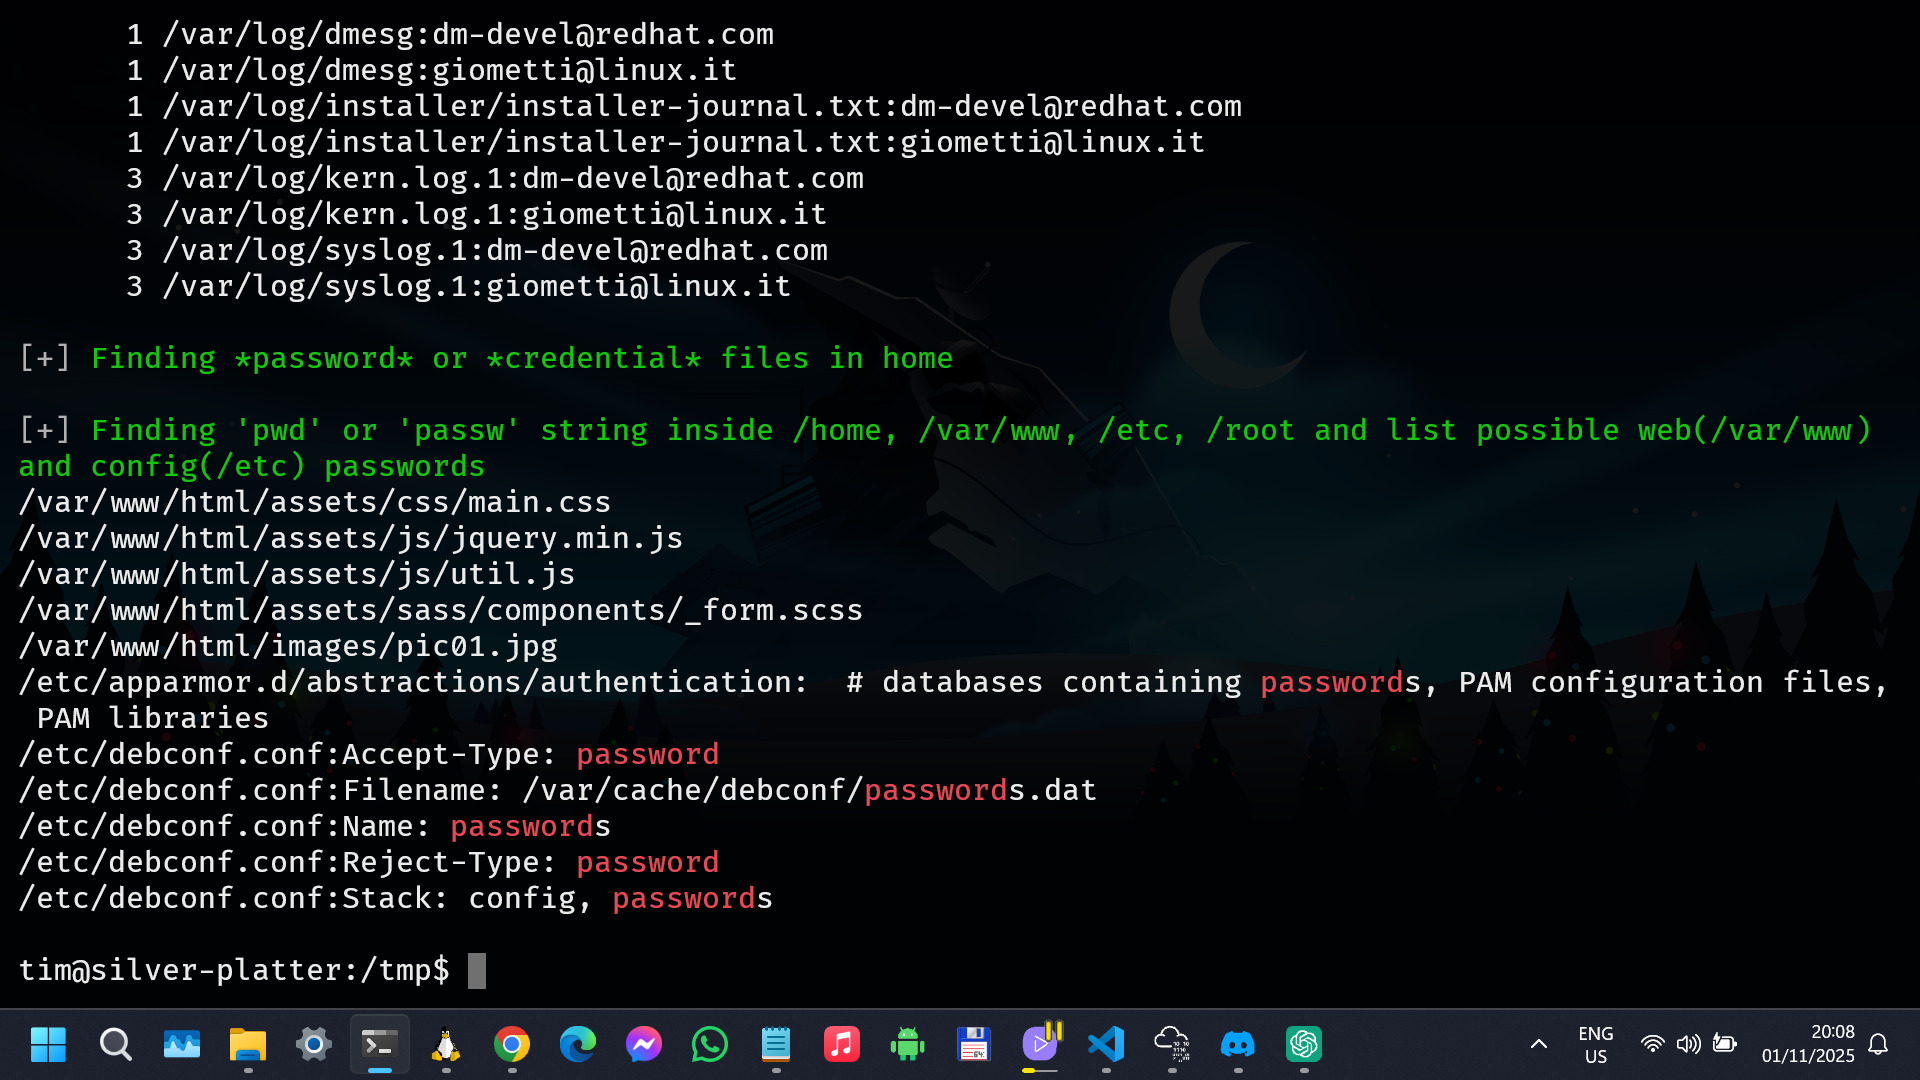 1 /var/log/dmesg:dm-devel@redhat.com
1 /var/log/dmesg:giometti@linux.it
1 /var/log/installer/installer-journal.txt:dm-devel@redhat.com
1 /var/log/installer/installer-journal.txt:giometti@linux.it
3 /var/log/kern.log.1:dm-devel@redhat.com
3 /var/log/kern.log.1:giometti@linux.it
3 /var/log/syslog.1:dm-devel@redhat.com
3 /var/log/syslog.1:giometti@linux.it
[+] Finding *password* or *credential* files in home
[+] Finding 'pwd' or 'passw' string inside /home, /var/www, /etc, /root and list possible web(/var/www)
and config(/etc) passwords
/var/www/html/assets/css/main.css
/var/www/html/assets/js/jquery.min.js
/var/www/html/assets/js/util.js
/var/www/html/assets/sass/components/_form.scss
/var/www/html/images/pic01.jpg
/etc/apparmor.d/abstractions/authentication:  # databases containing passwords, PAM configuration files,
PAM libraries
/etc/debconf.conf:Accept-Type: password
/etc/debconf.conf:Filename: /var/cache/debconf/passwords.dat
/etc/debconf.conf:Name: passwords
/etc/debconf.conf:Reject-Type: password
/etc/debconf.conf:Stack: config, passwords
tim@silver-platter:/tmp$
ENG
US
20:08
01/11/2025